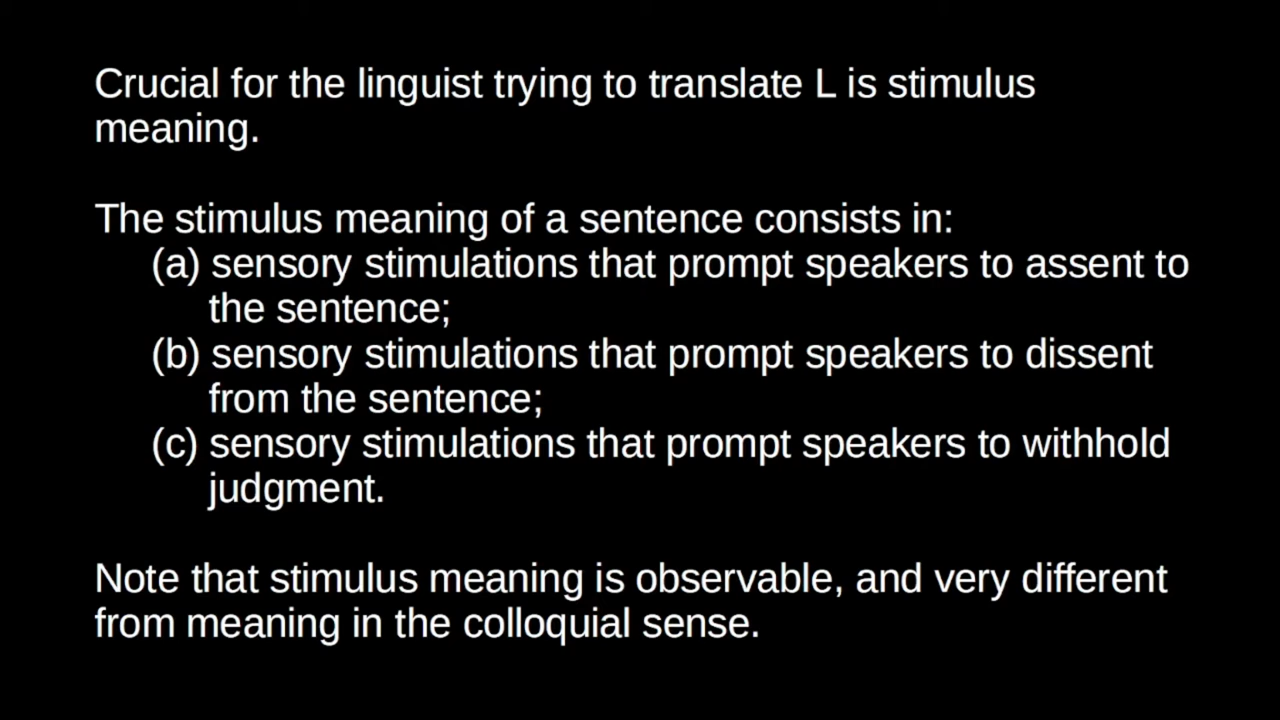 Crucial for the linguist trying to translate L is stimulus
meaning.
The stimulus meaning of a sentence consists in:
(a) sensory stimulations that prompt speakers to assent to
the sentence;
(b) sensory stimulations that prompt speakers to dissent
from the sentence;
(c) sensory stimulations that prompt speakers to withhold
judgment.
Note that stimulus meaning is observable, and very different
from meaning in the colloquial sense.